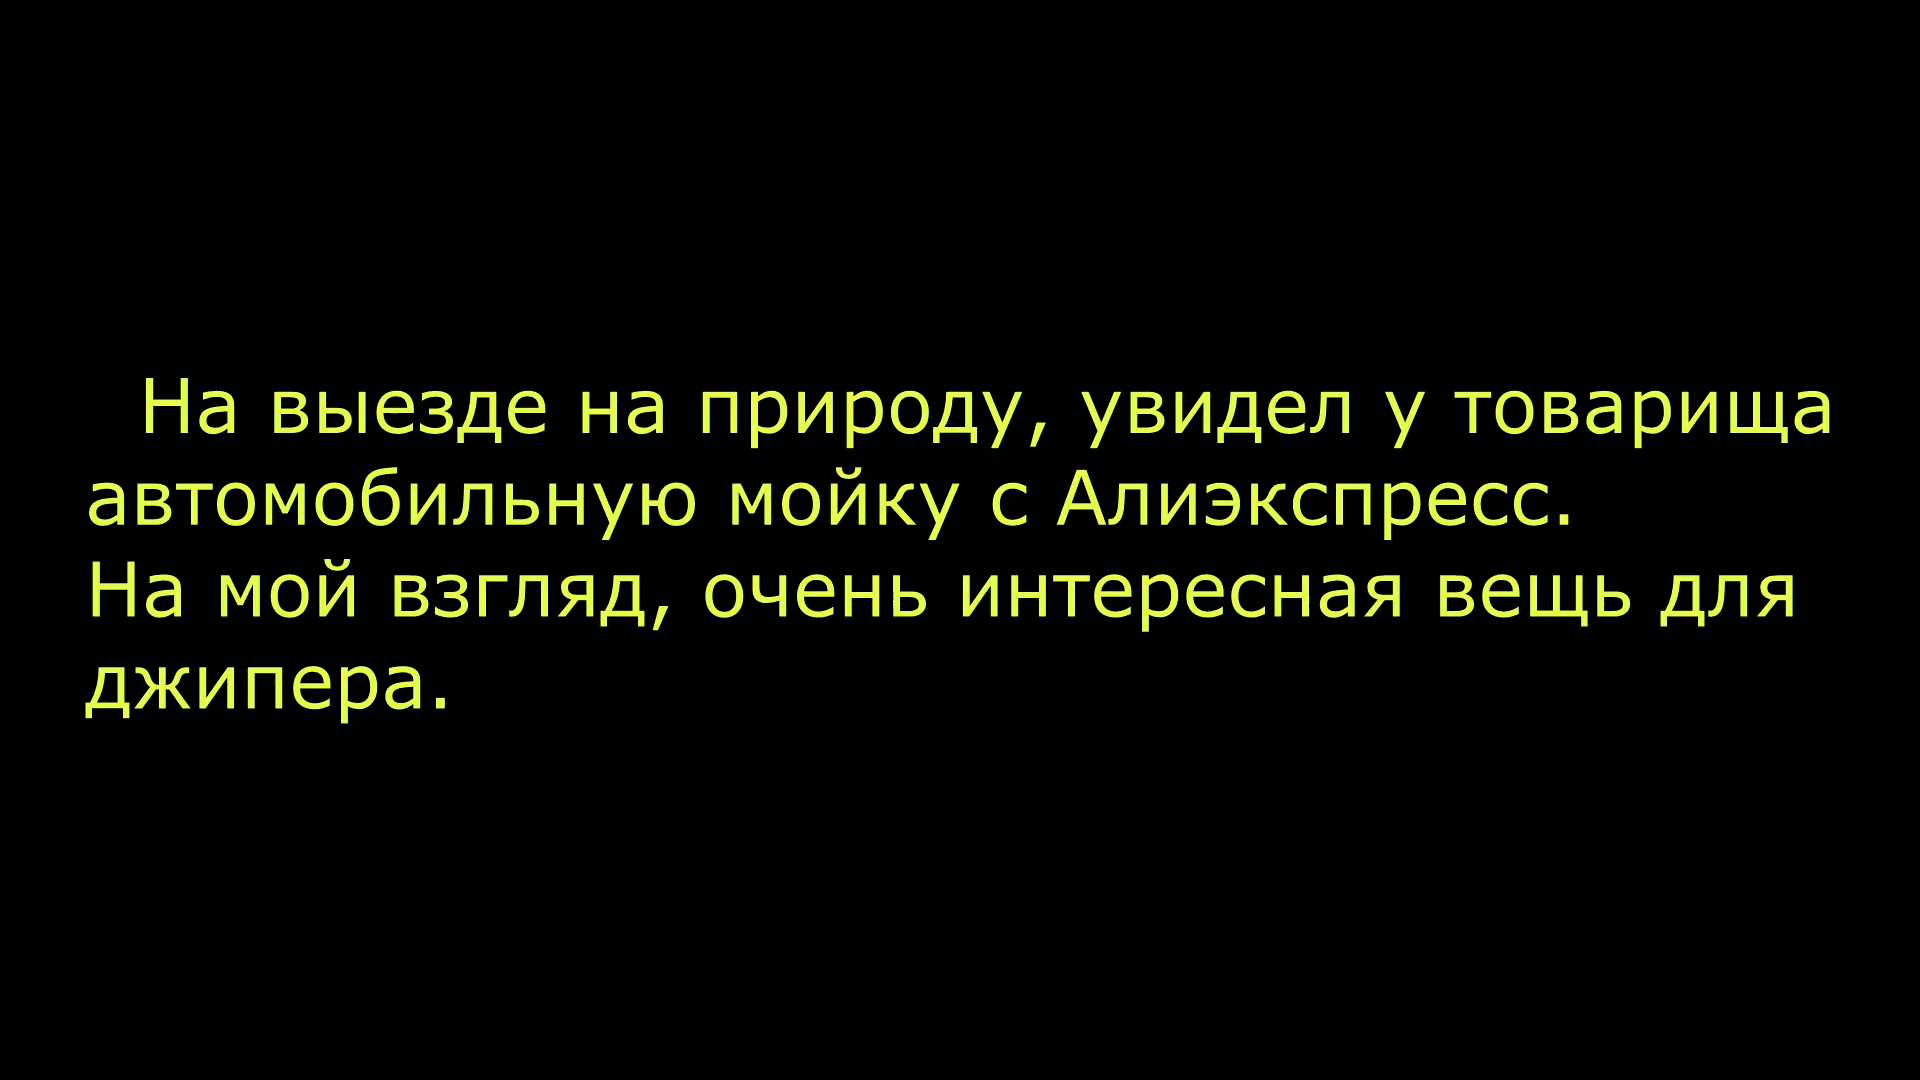 На выезде на природу, увидел у товарища
автомобильную мойку с Алиэкспресс.
На мой взгляд, очень интересная вещь для
джипера.